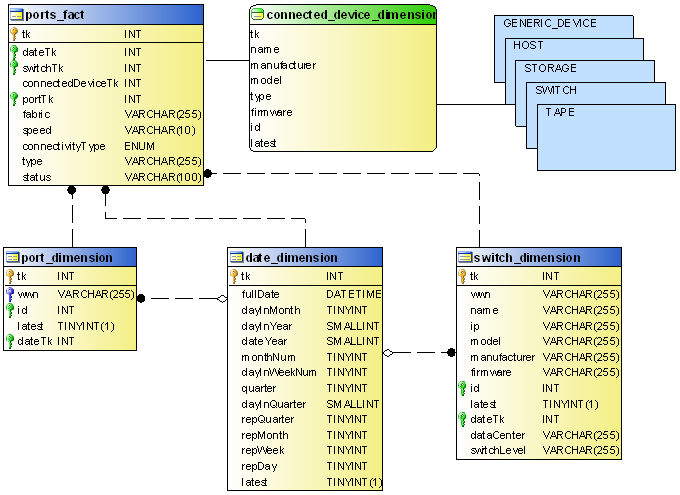 ports_fact
tk INT
dateTk INT
switchTk INT
connectedDeviceTk INT
portTk INT
fabric VARCHAR(255)
speed VARCHAR(10)
connectivityType ENUM
type VARCHAR(255)
status VARCHAR(100)
connected_device_dimension
tk
name
manufacturer
model
type
firmware
id
latest
GENERIC_DEVICE
HOST
STORAGE
SWITCH
TAPE
port_dimension
tk INT
wwn VARCHAR(255)
id INT
latest TINYINT(1)
dateTk INT
date_dimension
tk INT
fullDate DATETIME
dayInMonth TINYINT
dayInYear SMALLINT
dateYear SMALLINT
monthNum TINYINT
dayInWeekNum TINYINT
quarter TINYINT
dayInQuarter SMALLINT
repQuarter TINYINT
repMonth TINYINT
repWeek TINYINT
repDay TINYINT
latest TINYINT(1)
switch_dimension
tk INT
wwn VARCHAR(255)
name VARCHAR(255)
ip VARCHAR(255)
model VARCHAR(255)
manufacturer VARCHAR(255)
firmware VARCHAR(255)
id INT
latest TINYINT(1)
dateTk INT
dataCenter VARCHAR(255)
switchLevel VARCHAR(255)